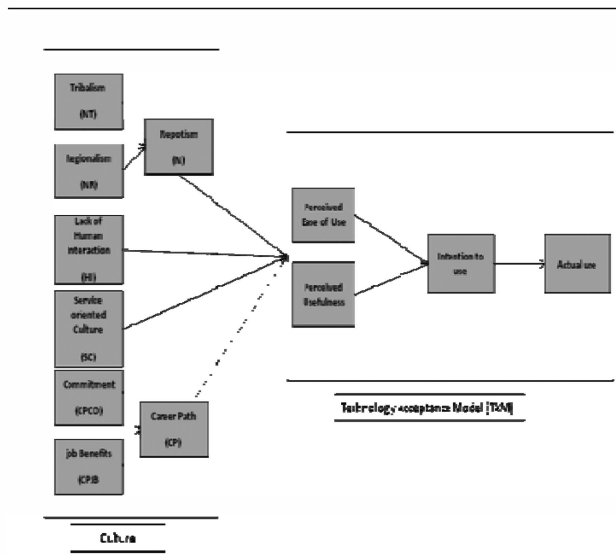 Tribalism
(NT)
Regionalism
(NR)
Nepotism
(N)
Lack of
Human
Interaction
(HI)
Service
oriented
Culture
(SC)
Commitment
(CPCO)
job Benefits
(CPJB
Career Path
(CP)
Culture
Perceived
Ease of Use
Perceived
Usefulness
Intention to
use
Actual use
Technology acceptance Model [TAM]